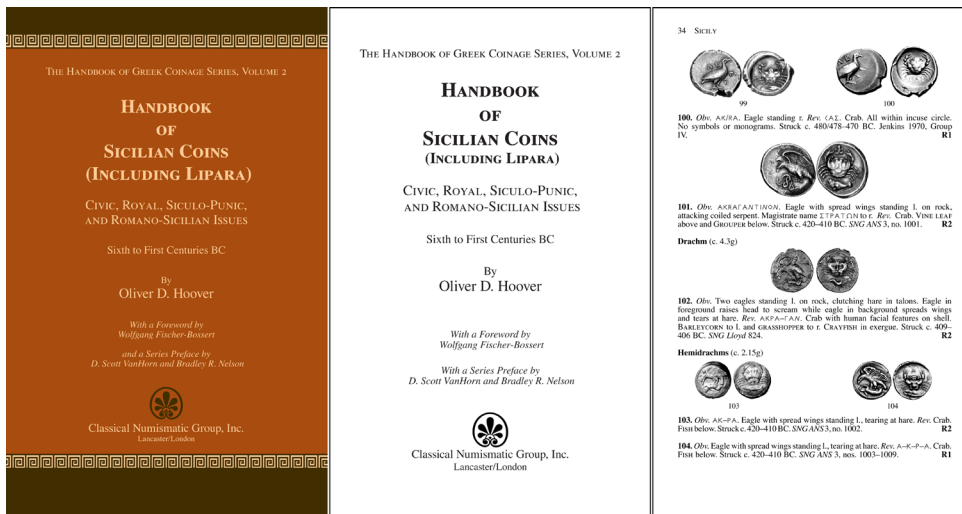 THE HANDBOOK OF GREEK COINAGE SERIES, VOLUME 2
HANDBOOK
OF
SICILIAN COINS
(INCLUDING LIPARA)
CIVIC, ROYAL, SICULO-PUNIC,
AND ROMANO-SICILIAN ISSUES
Sixth to First Centuries BC
By
Oliver D. Hoover
With a Foreword by
Wolfgang Fischer-Bossert
and a Series Preface by
D. Scott VanHorn and Bradley R. Nelson
Classical Numismatic Group, Inc.
Lancaster/London
THE HANDBOOK OF GREEK COINAGE SERIES, VOLUME 2
HANDBOOK
OF
SICILIAN COINS
(INCLUDING LIPARA)
CIVIC, ROYAL, SICULO-PUNIC,
AND ROMANO-SICILIAN ISSUES
Sixth to First Centuries BC
By
Oliver D. Hoover
With a Foreword by
Wolfgang Fischer-Bossert
With a Series Preface by
D. Scott VanHorn and Bradley R. Nelson
Classical Numismatic Group, Inc.
Lancaster/London
34 SICILY
99
100
100. Obv. AK/RA. Eagle standing r. Rev. <ΑΣ. Crab. All within incuse circle.
No symbols or monograms. Struck c. 480/478–470 BC. Jenkins 1970, Group
IV. R1
101. Obv. ΑΚRΑΓΑΝΤΙΝΟΝ. Eagle with spread wings standing l. on rock,
attacking coiled serpent. Magistrate name ΣΤΡΑΤΩΝ to r. Rev. Crab. VINE LEAF
above and GROUPER below. Struck c. 420–410 BC. SNG ANS 3, no. 1001. R2
Drachm (c. 4.3g)
102. Obv. Two eagles standing l. on rock, clutching hare in talons. Eagle in
foreground raises head to scream while eagle in background spreads wings
and tears at hare. Rev. ΑΚΡΑ–ΓΑΝ. Crab with human facial features on shell.
BARLEYCORN to l. and GRASSHOPPER to r. CRAYFISH in exergue. Struck c. 409–
406 BC. SNG Lloyd 824. R2
Hemidrachms (c. 2.15g)
103
104
103. Obv. ΑΚ–ΡΑ. Eagle with spread wings standing l., tearing at hare. Rev. Crab.
FISH below. Struck c. 420–410 BC. SNG ANS 3, no. 1002. R2
104. Obv. Eagle with spread wings standing l., tearing at hare. Rev. Α–Κ–Ρ–Α. Crab.
FISH below. Struck c. 420–410 BC. SNG ANS 3, nos. 1003–1009. R1